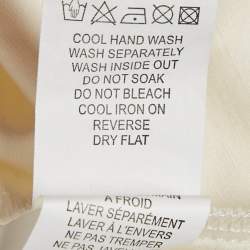 COOL HAND WASH
WASH SEPARATELY
WASH INSIDE OUT
DO NOT SOAK
DO NOT BLEACH
COOL IRON ON
REVERSE
DRY FLAT
À FROID
LAVER SÉPARÉMENT
LAVER À L'ENVERS
NE PAS TREMPER